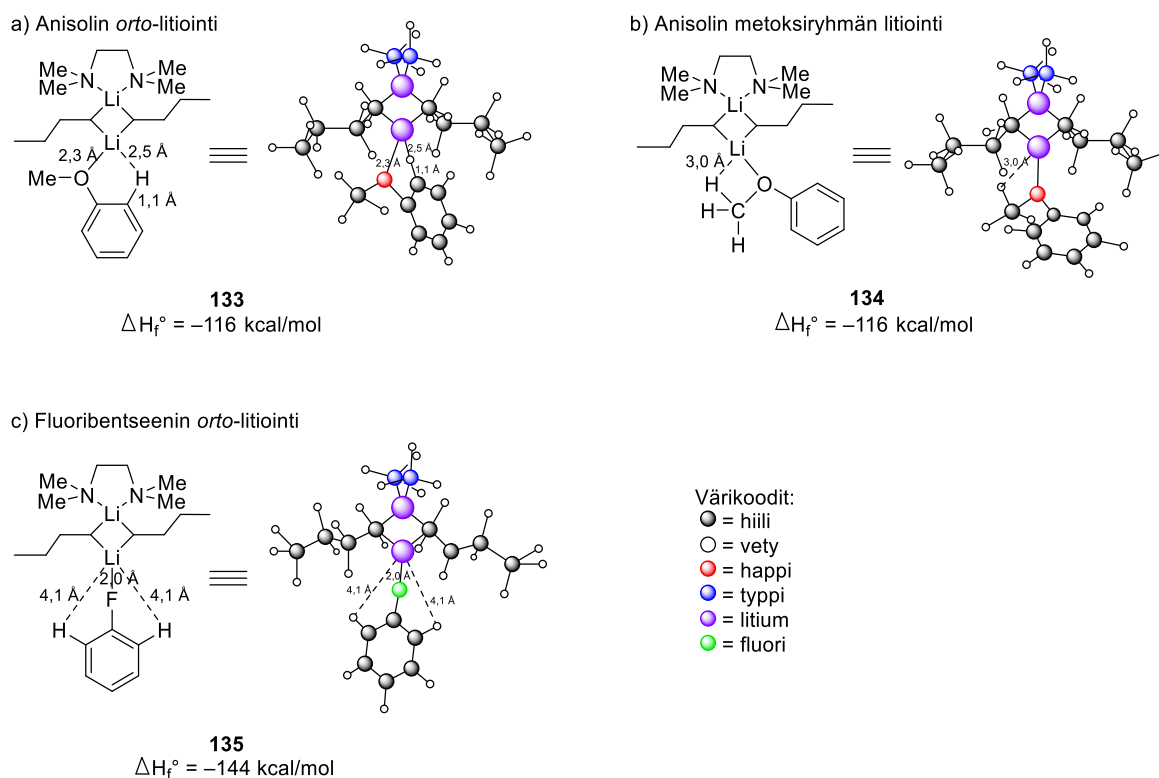 a) Anisolin orto-litiointi
Me Me
N N
Me Me
Li
Li
2,3 Å 2,5 Å
MeO H
1,1 Å
2,3 Å 2,5 Å
1,1 Å
133
ΔHf° = –116 kcal/mol
b) Anisolin metoksiryhmän litiointi
Me Me
N N
Me Me
Li
Li
3,0 Å
H O
H C
H
3,0 Å
134
ΔHf° = –116 kcal/mol
c) Fluoribentseenin orto-litiointi
Me Me
N N
Me Me
Li
Li
2,0 Å
4,1 Å 4,1 Å
F
H H
2,0 Å
4,1 Å 4,1 Å
135
ΔHf° = –144 kcal/mol
Värikoodit:
= hiili
= vety
= happi
= typpi
= litium
= fluori